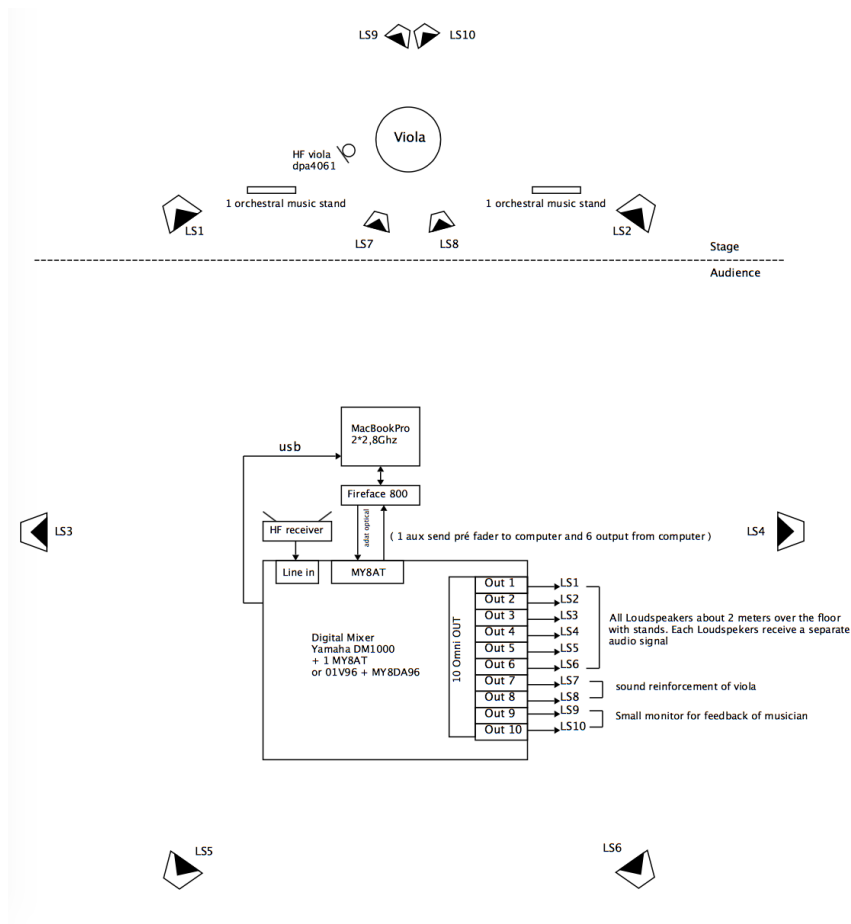 LS9
LS10
Viola
HF viola
dpa4061
1 orchestral music stand
1 orchestral music stand
LS1
LS7
LS8
LS2
Stage
Audience
MacBookPro
2*2,8Ghz
usb
Fireface 800
LS3
HF receiver
adat optical
( 1 aux send pré fader to computer and 6 output from computer )
LS4
Line in
MY8AT
Digital Mixer
Yamaha DM1000
+ 1 MY8AT
or 01V96 + MY8DA96
10 Omni OUT
Out 1
LS1
Out 2
LS2
Out 3
LS3
Out 4
LS4
Out 5
LS5
Out 6
LS6
Out 7
LS7
Out 8
LS8
Out 9
LS9
Out 10
LS10
All Loudspeakers about 2 meters over the floor
with stands. Each Loudspekers receive a separate
audio signal
sound reinforcement of viola
Small monitor for feedback of musician
LS5
LS6